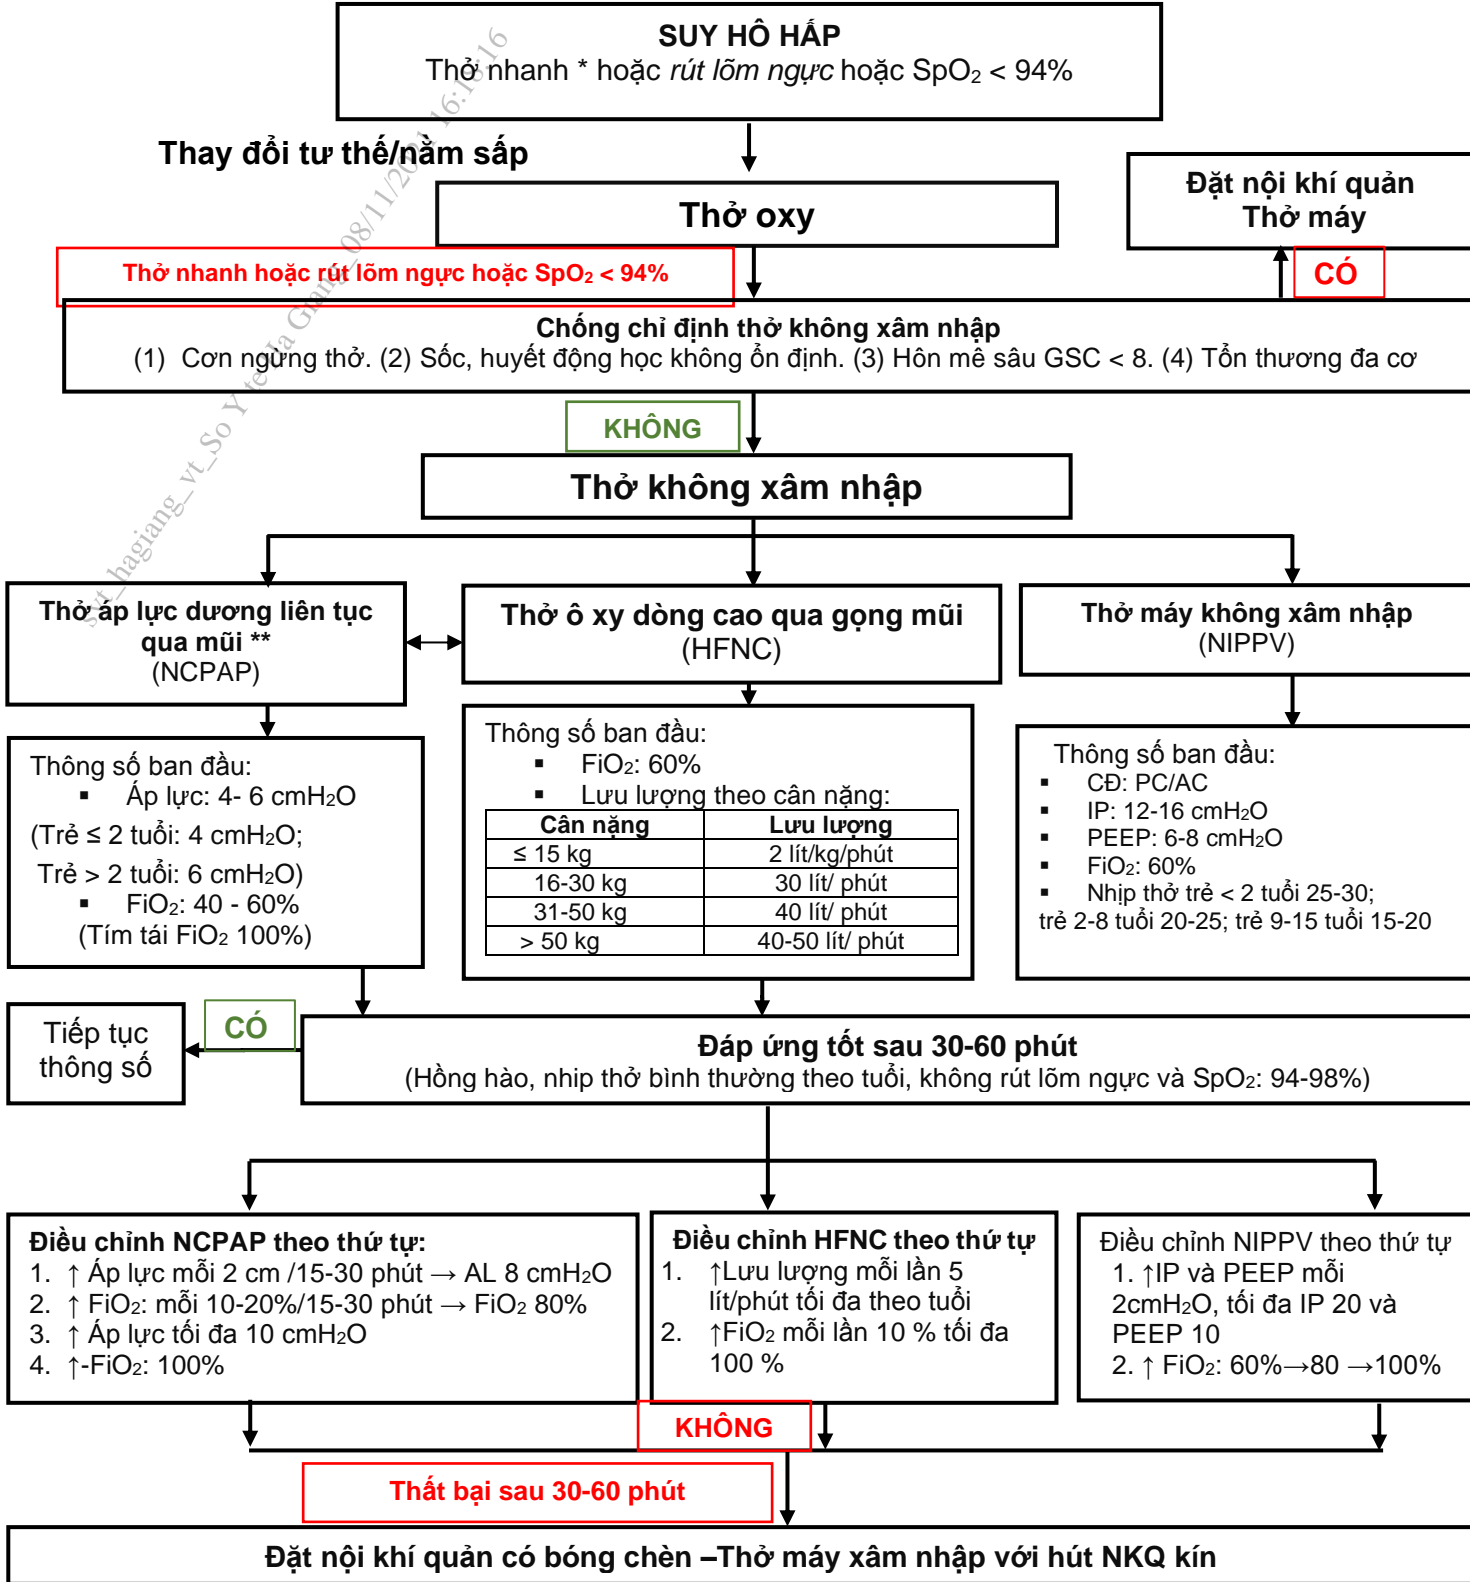 SUY HÔ HẤP
Thở nhanh * hoặc rút lõm ngực hoặc SpO₂ < 94%
Thay đổi tư thế/nằm sấp
Thở oxy
Đặt nội khí quản
Thở máy
Thở nhanh hoặc rút lõm ngực hoặc SpO₂ < 94%
CÓ
Chống chỉ định thở không xâm nhập
(1) Cơn ngừng thở. (2) Sốc, huyết động học không ổn định. (3) Hôn mê sâu GSC < 8. (4) Tổn thương đa cơ
KHÔNG
Thở không xâm nhập
Thở áp lực dương liên tục
qua mũi **
(NCPAP)
Thở ô xy dòng cao qua gọng mũi
(HFNC)
Thở máy không xâm nhập
(NIPPV)
Thông số ban đầu:
▪ Áp lực: 4- 6 cmH₂O
(Trẻ ≤ 2 tuổi: 4 cmH₂O;
Trẻ > 2 tuổi: 6 cmH₂O)
▪ FiO₂: 40 - 60%
(Tím tái FiO₂ 100%)
Thông số ban đầu:
▪ FiO₂: 60%
▪ Lưu lượng theo cân nặng:
Cân nặng Lưu lượng
≤ 15 kg 2 lít/kg/phút
16-30 kg 30 lít/ phút
31-50 kg 40 lít/ phút
> 50 kg 40-50 lít/ phút
Thông số ban đầu:
▪ CĐ: PC/AC
▪ IP: 12-16 cmH₂O
▪ PEEP: 6-8 cmH₂O
▪ FiO₂: 60%
▪ Nhịp thở trẻ < 2 tuổi 25-30;
trẻ 2-8 tuổi 20-25; trẻ 9-15 tuổi 15-20
Tiếp tục
thông số
CÓ
Đáp ứng tốt sau 30-60 phút
(Hồng hào, nhip thở bình thường theo tuổi, không rút lõm ngực và SpO₂: 94-98%)
Điều chỉnh NCPAP theo thứ tự:
1. ↑ Áp lực mỗi 2 cm /15-30 phút → AL 8 cmH₂O
2. ↑ FiO₂: mỗi 10-20%/15-30 phút → FiO₂ 80%
3. ↑ Áp lực tối đa 10 cmH₂O
4. ↑-FiO₂: 100%
Điều chỉnh HFNC theo thứ tự
1. ↑Lưu lượng mỗi lần 5
lít/phút tối đa theo tuổi
2. ↑FiO₂ mỗi lần 10 % tối đa
100 %
Điều chỉnh NIPPV theo thứ tự
1. ↑IP và PEEP mỗi
2cmH₂O, tối đa IP 20 và
PEEP 10
2. ↑ FiO₂: 60%→80 →100%
KHÔNG
Thất bại sau 30-60 phút
Đặt nội khí quản có bóng chèn –Thở máy xâm nhập với hút NKQ kín
syt_hagiang_vt_So Y te Ha Giang_08/11/2021 16:18:16